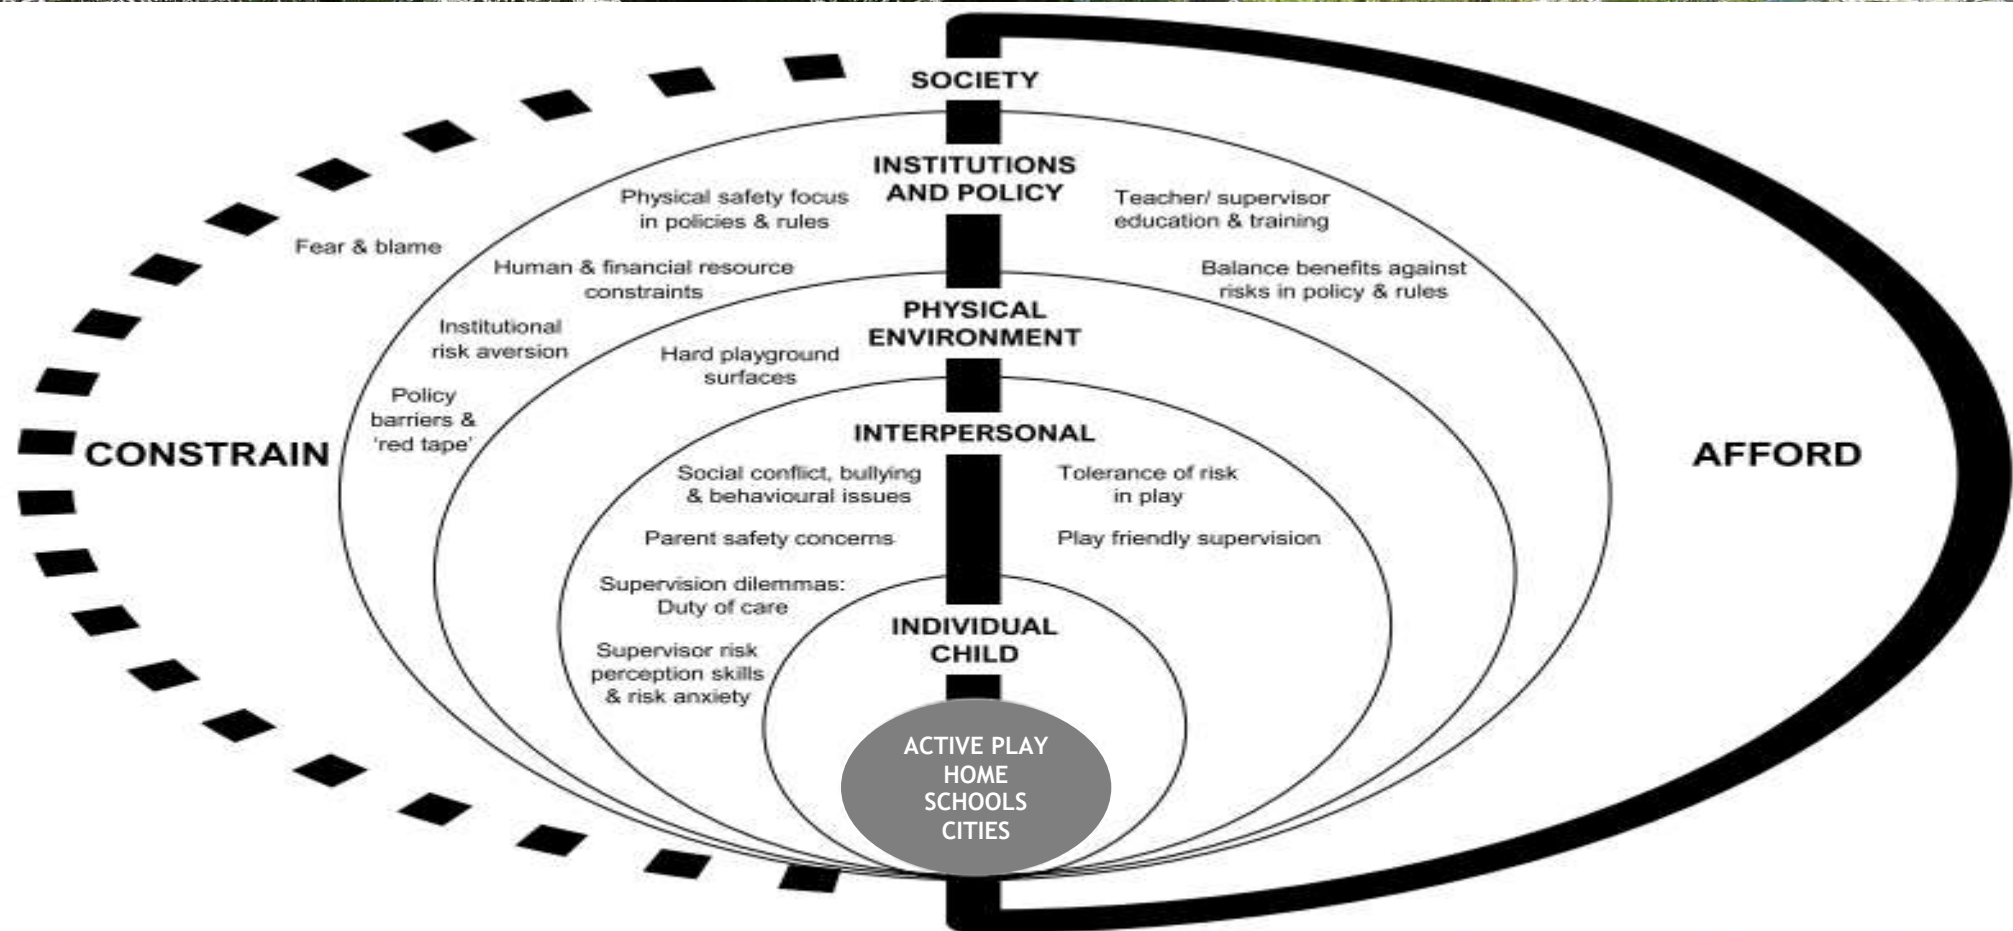 SOCIETY
INSTITUTIONS
AND POLICY
Physical safety focus
in policies & rules
Teacher/ supervisor
education & training
Fear & blame
Human & financial resource
constraints
Balance benefits against
risks in policy & rules
Institutional
risk aversion
PHYSICAL
ENVIRONMENT
Hard playground
surfaces
Policy
barriers &
'red tape'
CONSTRAIN
INTERPERSONAL
AFFORD
Social conflict, bullying
& behavioural issues
Tolerance of risk
in play
Parent safety concerns
Play friendly supervision
Supervision dilemmas:
Duty of care
INDIVIDUAL
CHILD
Supervisor risk
perception skills
& risk anxiety
ACTIVE PLAY
HOME
SCHOOLS
CITIES